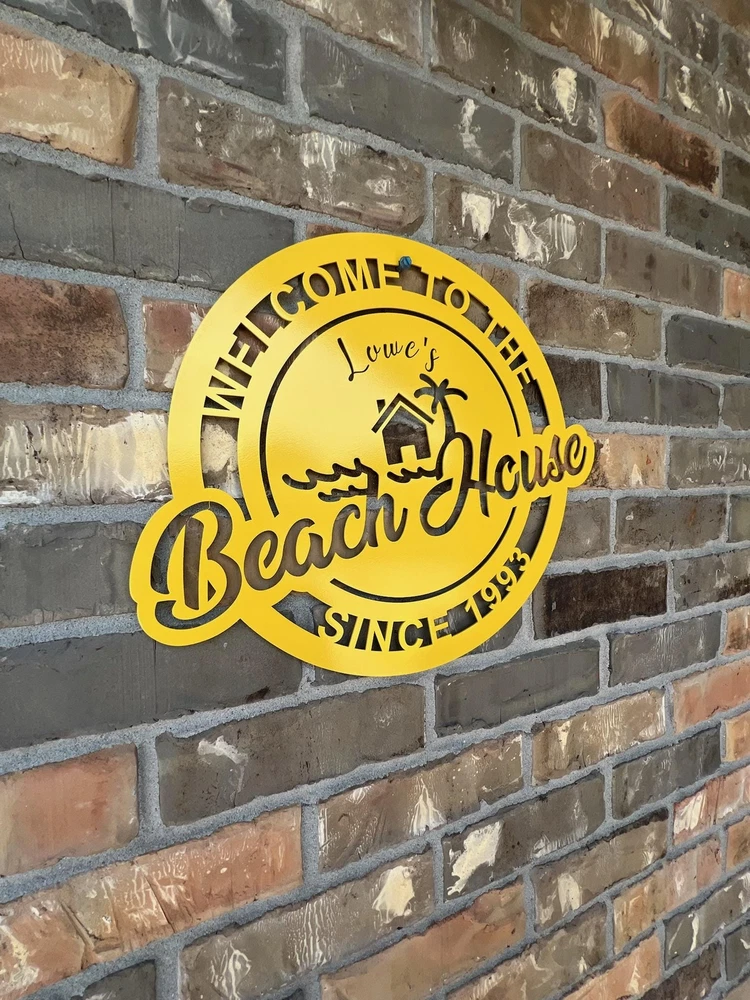 WELCOME TO THE
Lowe's
Beach House
SINCE 1993